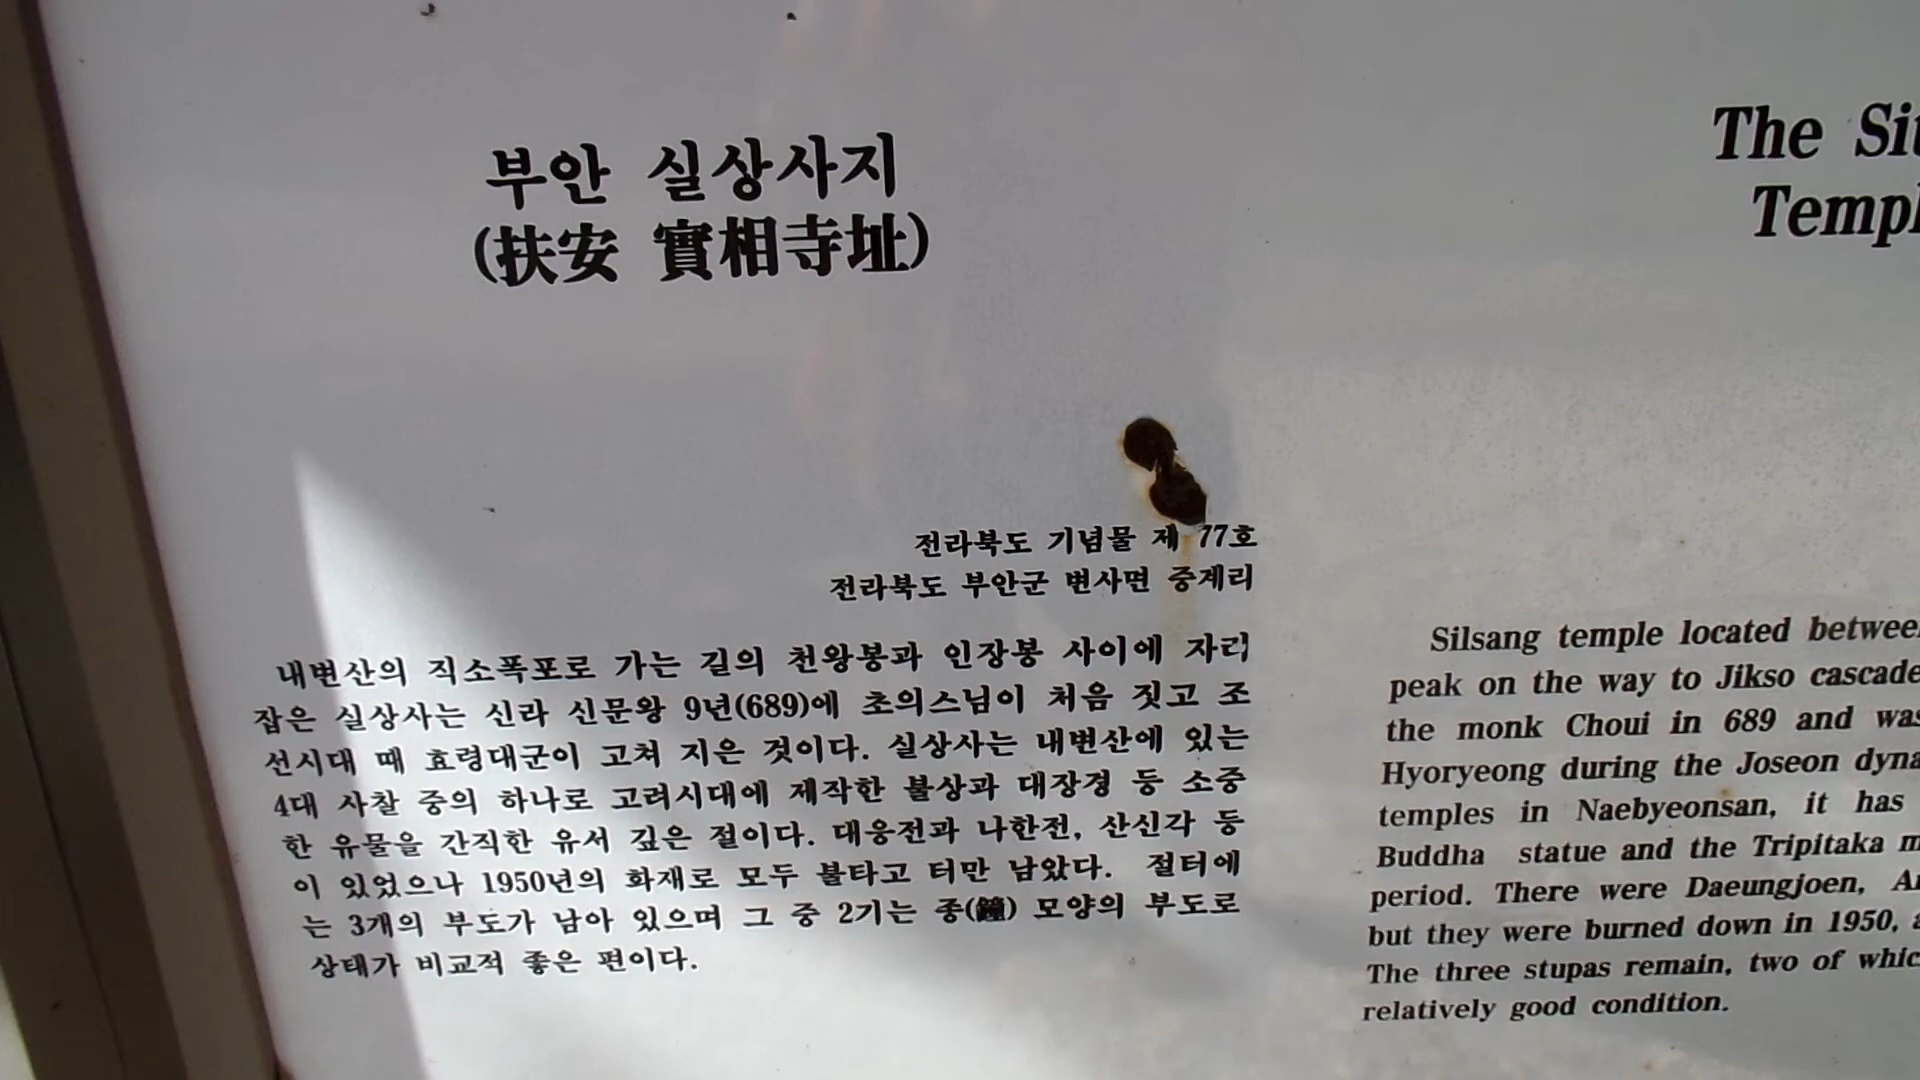 부안 실상사지
(扶安 實相寺址)
전라북도 기념물 제 77호
전라북도 부안군 변사면 중계리
내변산의 직소폭포로 가는 길의 천왕봉과 인장봉 사이에 자리
잡은 실상사는 신라 신문왕 9년(689)에 초의스님이 처음 짓고 조
선시대 때 효령대군이 고쳐 지은 것이다. 실상사는 내변산에 있는
4대 사찰 중의 하나로 고려시대에 제작한 불상과 대장경 등 소중
한 유물을 간직한 유서 깊은 절이다. 대웅전과 나한전, 산신각 등
이 있었으나 1950년의 화재로 모두 불타고 터만 남았다. 절터에
는 3개의 부도가 남아 있으며 그 중 2기는 종(鐘) 모양의 부도로
상태가 비교적 좋은 편이다.
The
Silsang temple located
peak on the way to Jikso cascade
the monk Choui in 689 and
Hyoryeong during the Joseon
temples in Naebyeonsan, it has
Buddha statue and the Tripitaka
period. There were Daeungjoen,
but they were burned down in 1950,
The three stupas remain, two of
relatively good condition.